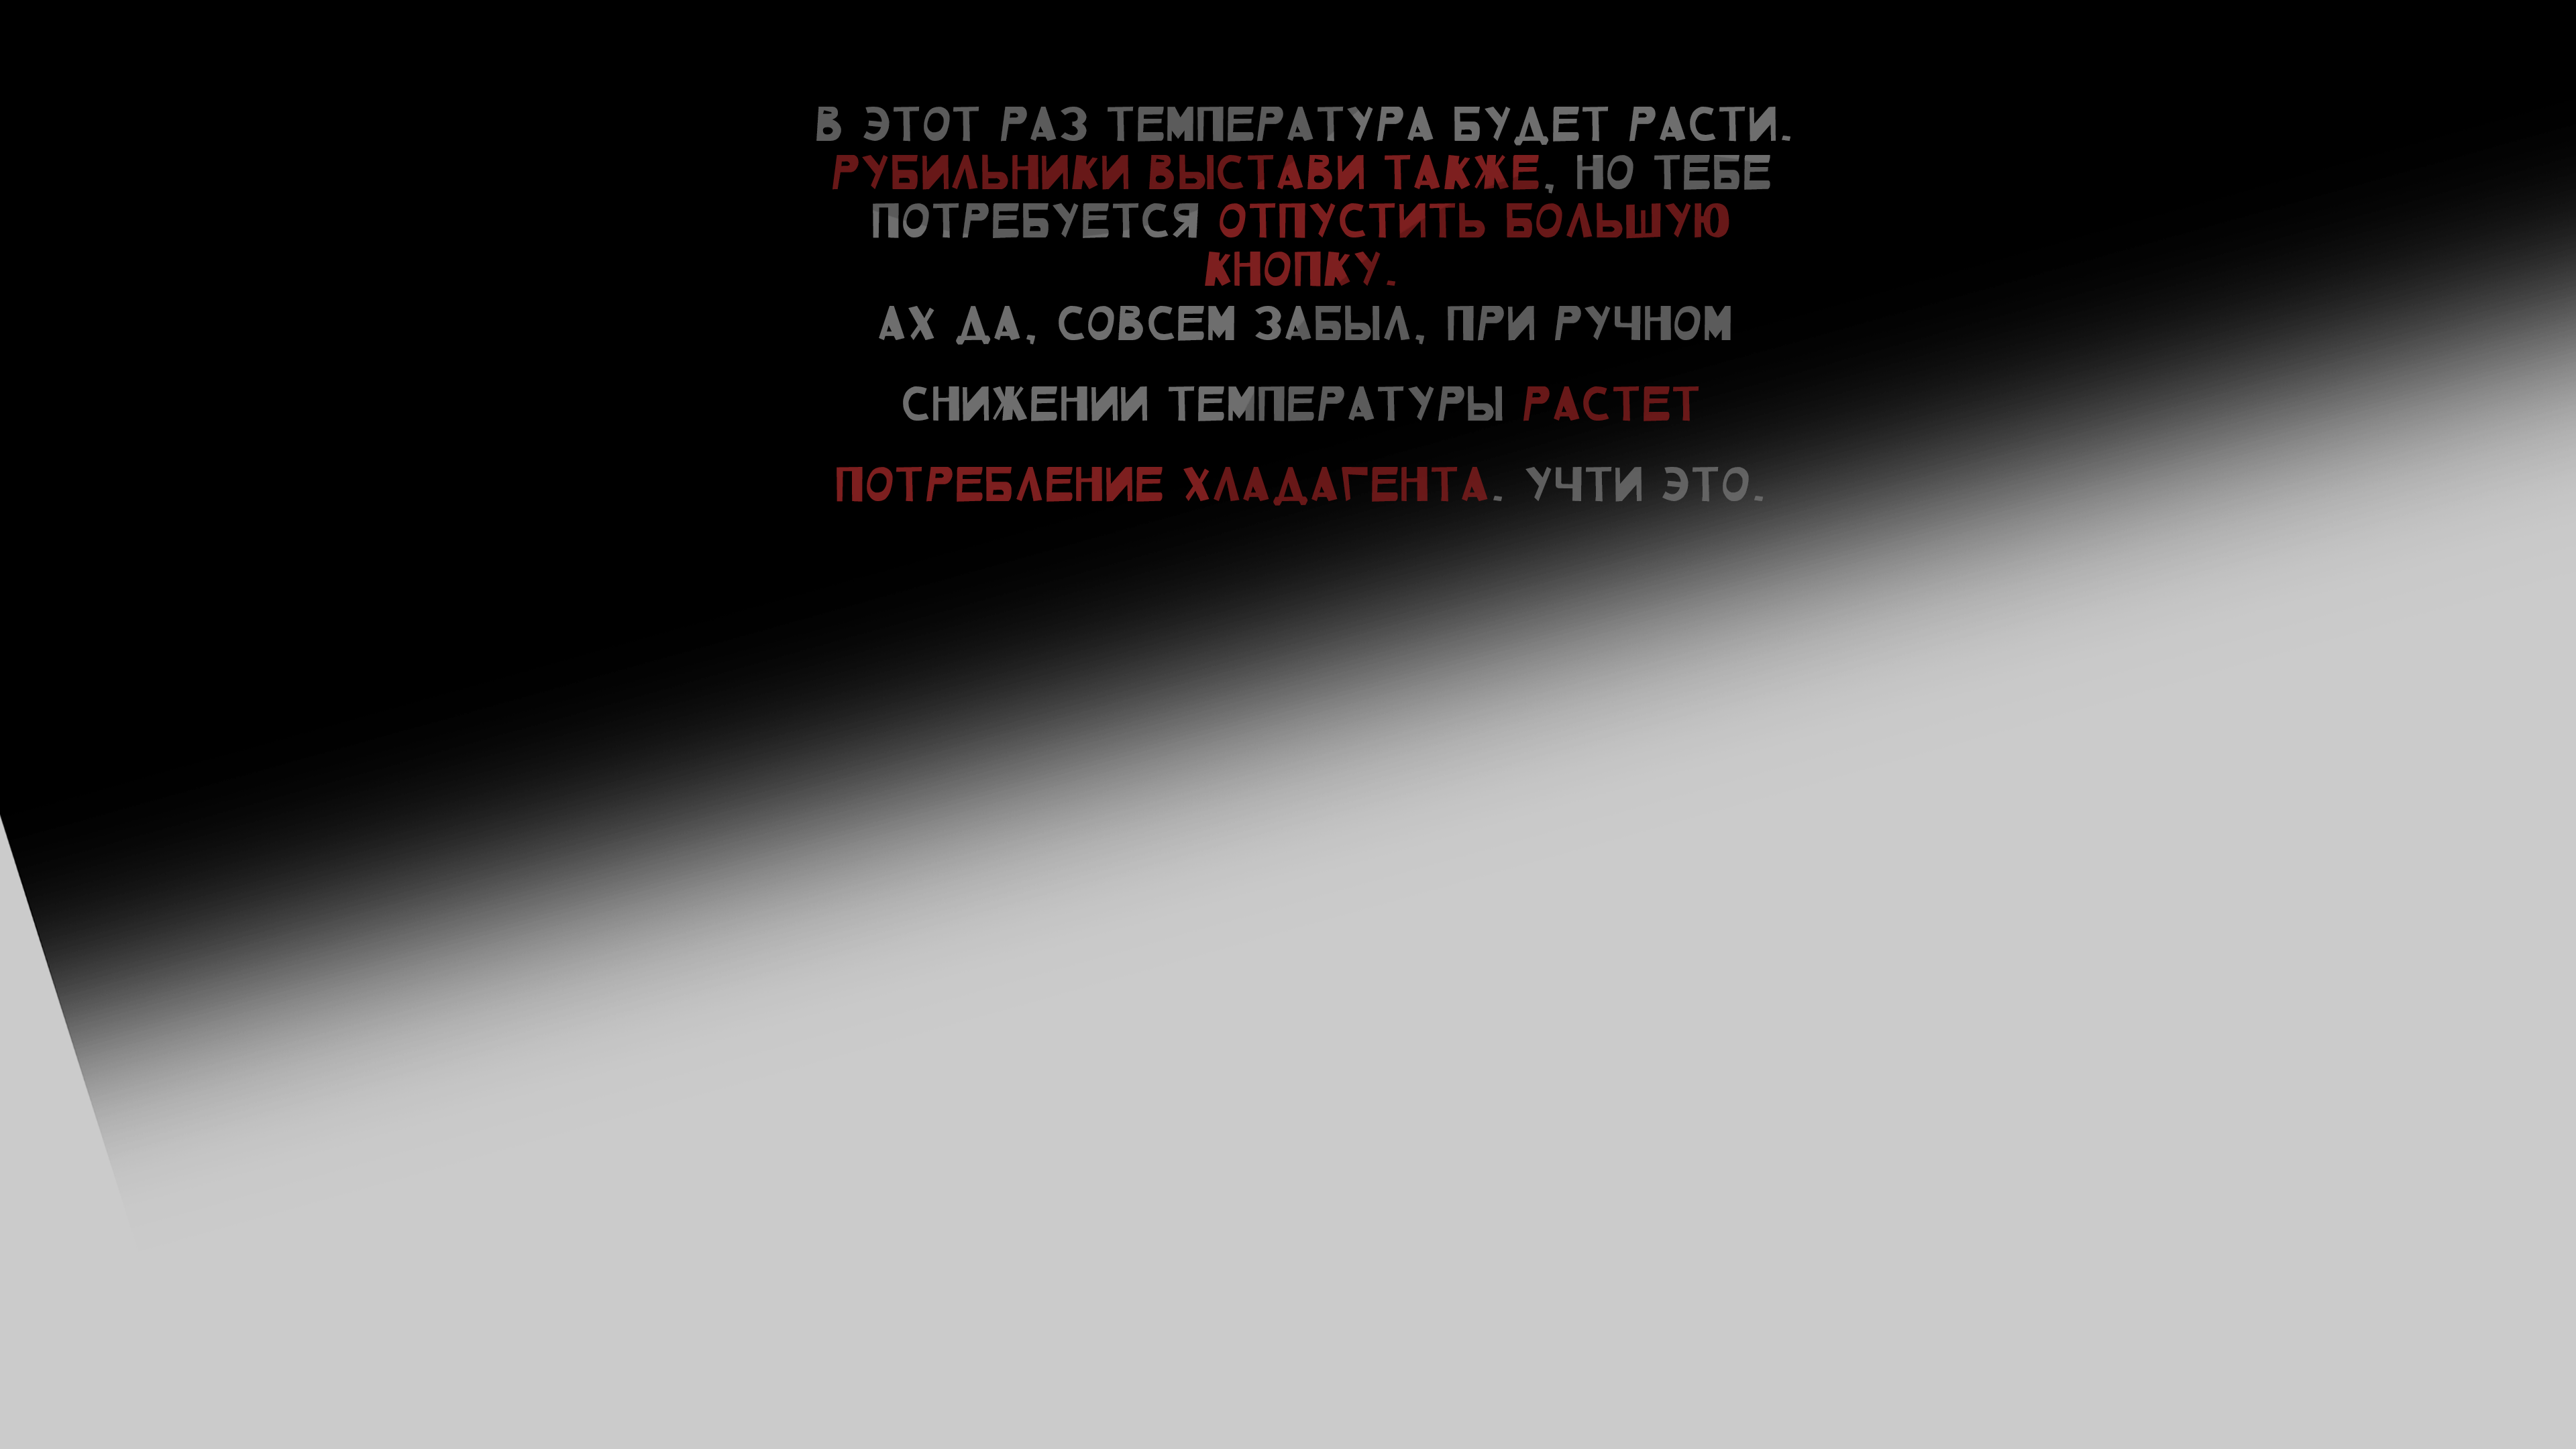 В ЭТОТ РАЗ ТЕМПЕРАТУРА БУДЕТ РАСТИ.
РУБИЛЬНИКИ ВЫСТАВИ ТАКЖЕ, НО ТЕБЕ
ПОТРЕБУЕТСЯ ОТПУСТИТЬ БОЛЬШУЮ
КНОПКУ.
АХ ДА, СОВСЕМ ЗАБЫЛ, ПРИ РУЧНОМ
СНИЖЕНИИ ТЕМПЕРАТУРЫ РАСТЕТ
ПОТРЕБЛЕНИЕ ХЛАДАГЕНТА. УЧТИ ЭТО.